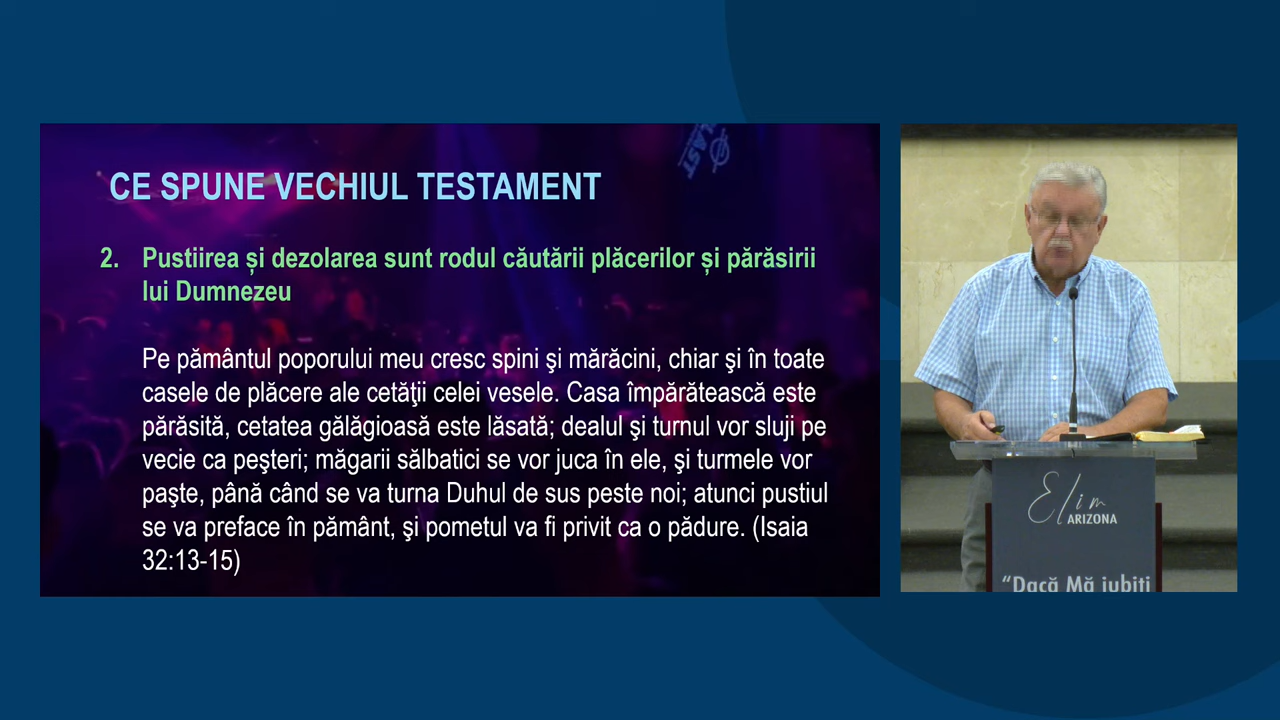 CE SPUNE VECHIUL TESTAMENT
2. Pustiirea și dezolarea sunt rodul căutării plăcerilor și părăsirii
lui Dumnezeu
Pe pământul poporului meu cresc spini şi mărăcini, chiar şi în toate
casele de plăcere ale cetăţii celei vesele. Casa împărătească este
părăsită, cetatea gălăgioasă este lăsată; dealul şi turnul vor sluji pe
vecie ca peşteri; măgarii sălbatici se vor juca în ele, şi turmele vor
paşte, până când se va turna Duhul de sus peste noi; atunci pustiul
se va preface în pământ, şi pometul va fi privit ca o pădure. (Isaia
32:13-15)
Elim
ARIZONA
“Dacă Mă iubiți